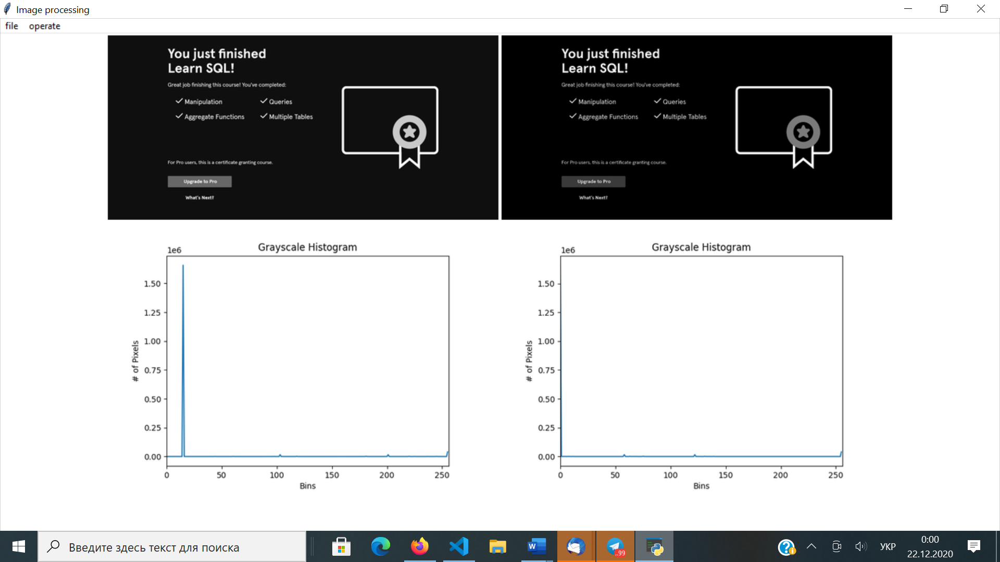 Image processing
file operate
You just finished
Learn SQL!
Great job finishing this course! You've completed:
Manipulation Queries
Aggregate Functions Multiple Tables
For Pro users, this is a certificate granting course.
Upgrade to Pro
What's Next?
You just finished
Learn SQL!
Great job finishing this course! You've completed:
Manipulation Queries
Aggregate Functions Multiple Tables
For Pro users, this is a certificate granting course.
Upgrade to Pro
What's Next?
Grayscale Histogram
1e6
1.50
1.25
1.00
0.75
0.50
0.25
0.00
# of Pixels
0 50 100 150 200 250
Bins
Grayscale Histogram
1e6
1.50
1.25
1.00
0.75
0.50
0.25
0.00
# of Pixels
0 50 100 150 200 250
Bins
Введите здесь текст для поиска
W
..99
УКР
0:00
22.12.2020